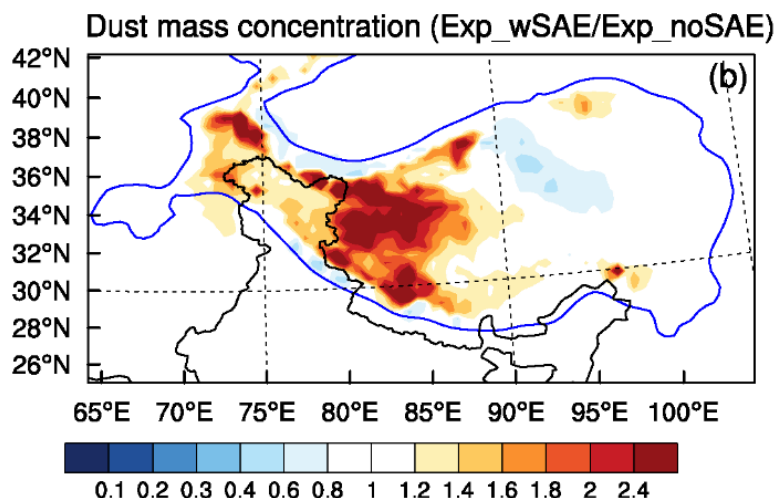 Dust mass concentration (Exp_wSAE/Exp_noSAE)
(b)
42°N
40°N
38°N
36°N
34°N
32°N
30°N
28°N
26°N
65°E 70°E 75°E 80°E 85°E 90°E 95°E 100°E
0.1 0.2 0.3 0.4 0.6 0.8 1 1.2 1.4 1.6 1.8 2 2.4